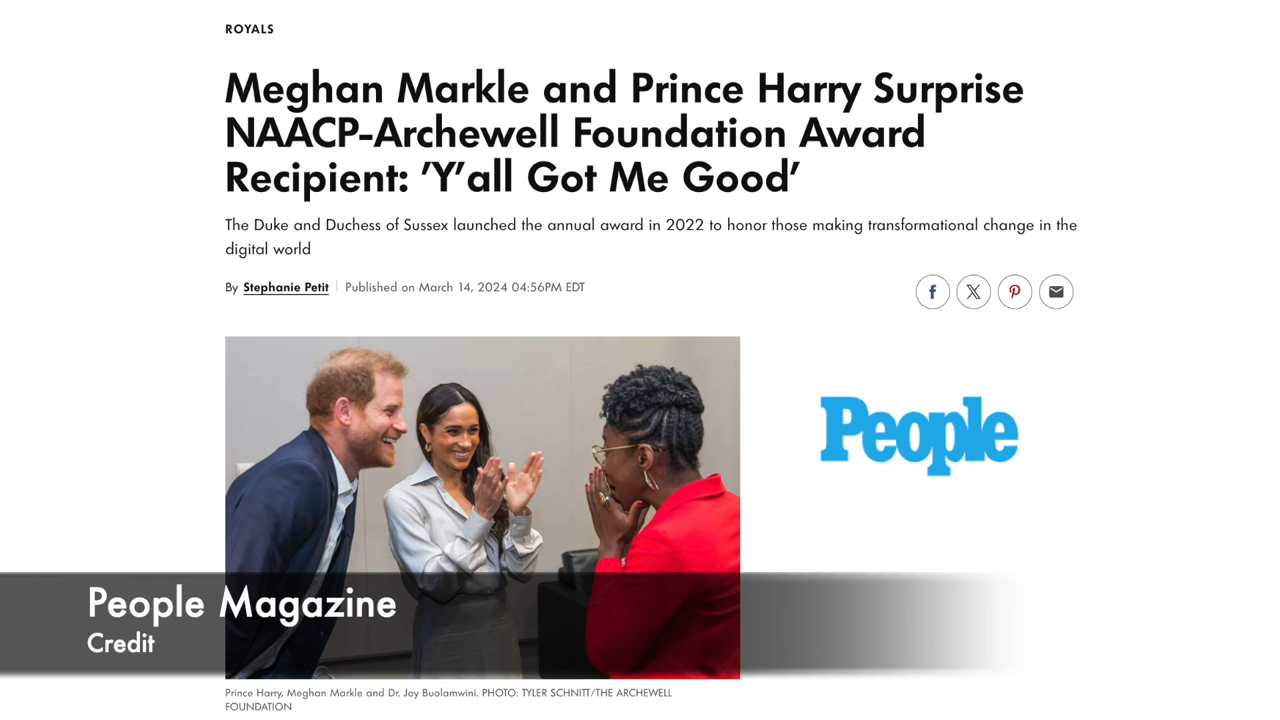 ROYALS
Meghan Markle and Prince Harry Surprise
NAACP-Archewell Foundation Award
Recipient: ’Y’all Got Me Good’
The Duke and Duchess of Sussex launched the annual award in 2022 to honor those making transformational change in the
digital world
By Stephanie Petit | Published on March 14, 2024 04:56PM EDT
People
People Magazine
Credit
Prince Harry, Meghan Markle and Dr. Joy Buolamwini. PHOTO: TYLER SCHNITT/THE ARCHEWELL
FOUNDATION